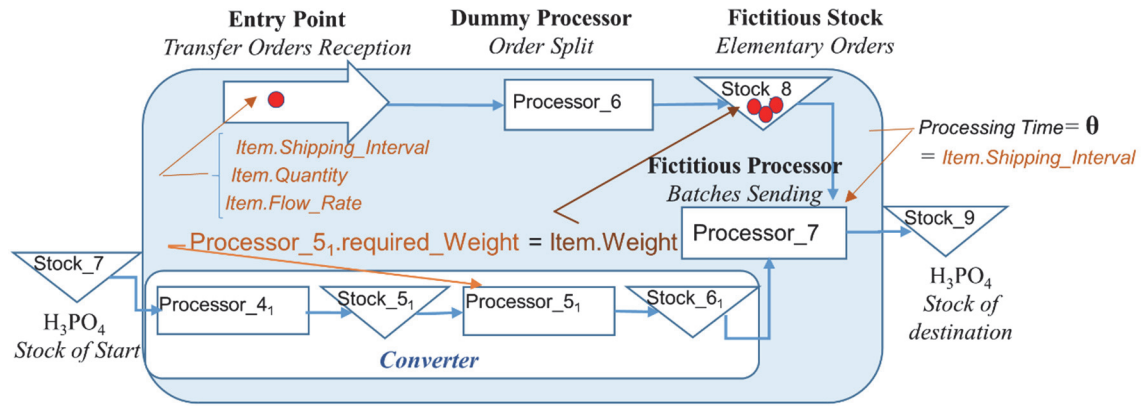 Entry Point
Transfer Orders Reception
Dummy Processor
Order Split
Fictitious Stock
Elementary Orders
Processor_6
Stock_8
Item.Shipping_Interval
Item.Quantity
Item.Flow_Rate
Processing Time= θ
= Item.Shipping_Interval
Fictitious Processor
Batches Sending
Processor_5₁.required_Weight = Item.Weight
Processor_7
Stock_9
H₃PO₄
Stock of
destination
Stock_7
H₃PO₄
Stock of Start
Processor_4₁
Stock_5₁
Processor_5₁
Stock_6₁
Converter